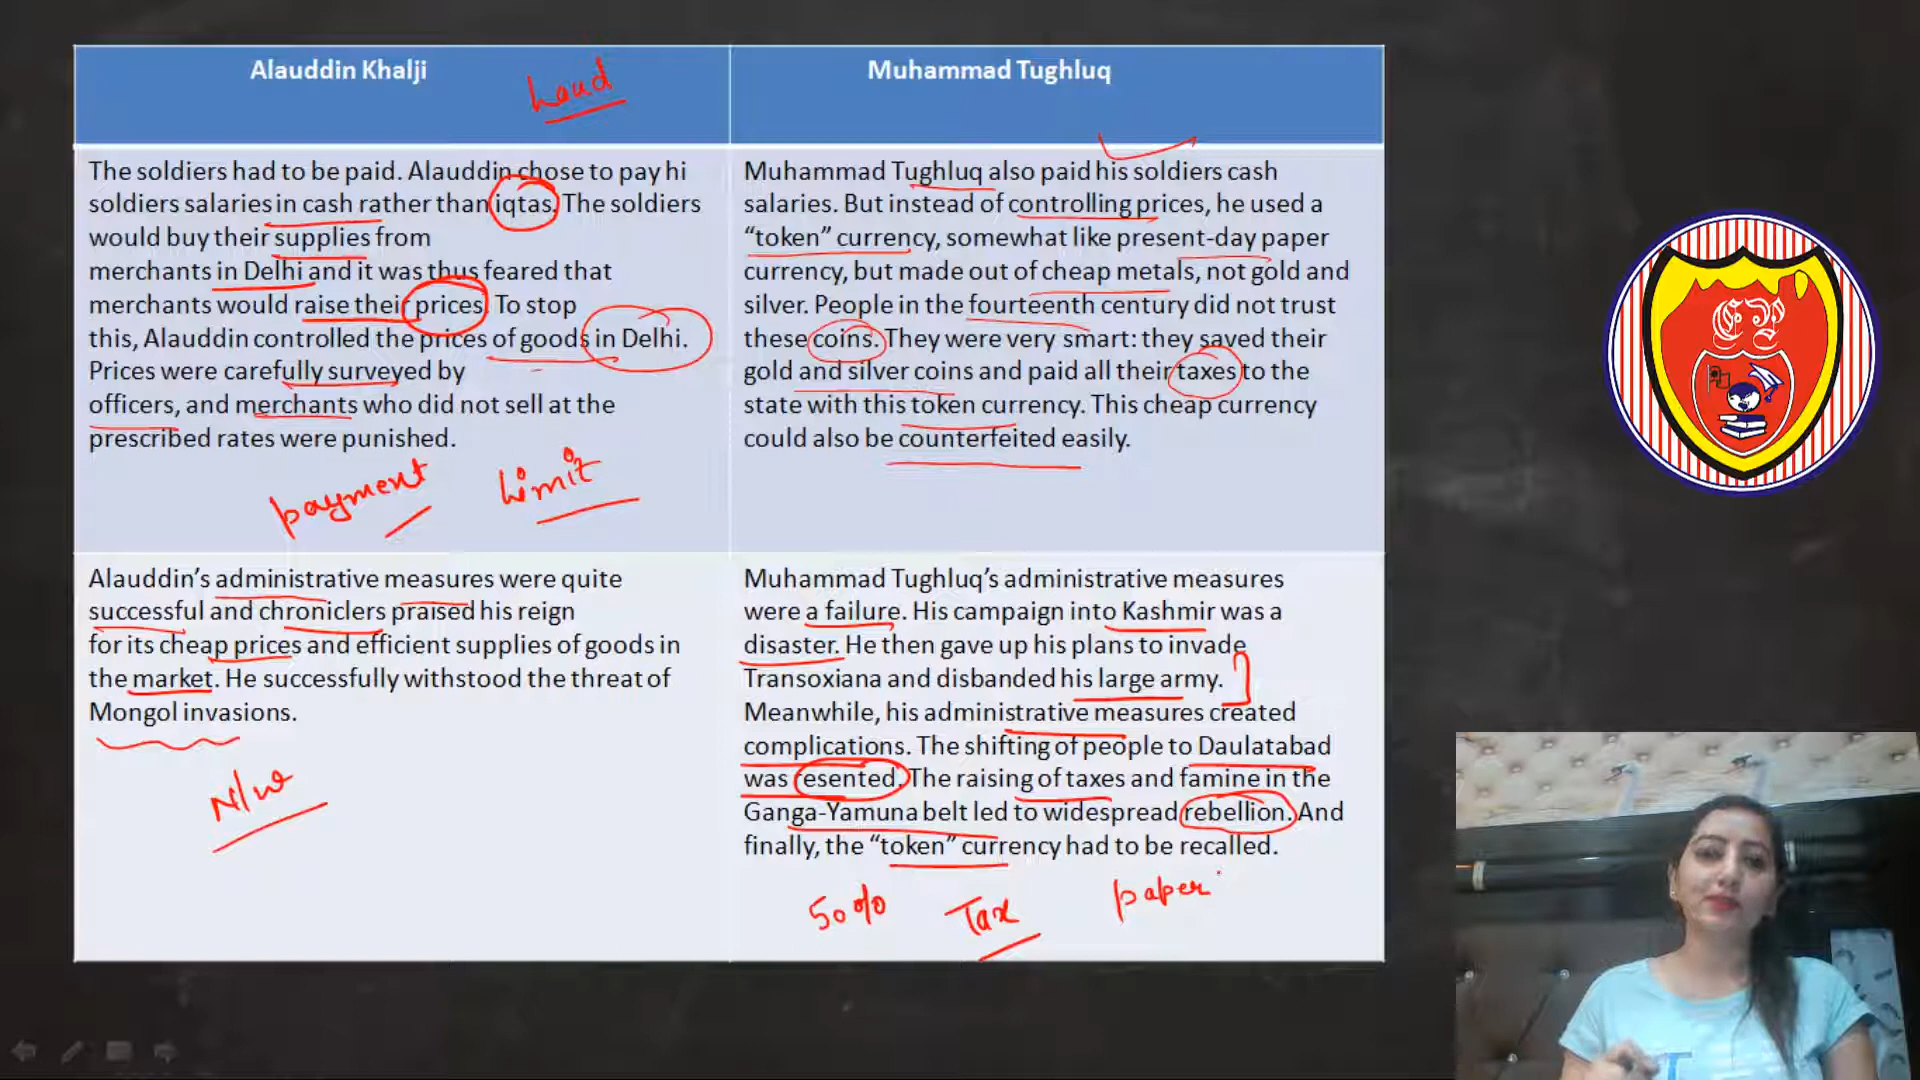 Alauddin Khalji
Muhammad Tughluq
The soldiers had to be paid. Alauddin chose to pay hi
soldiers salaries in cash rather than iqtas. The soldiers
would buy their supplies from
merchants in Delhi and it was thus feared that
merchants would raise their prices. To stop
this, Alauddin controlled the prices of goods in Delhi.
Prices were carefully surveyed by
officers, and merchants who did not sell at the
prescribed rates were punished.
payment
Limit
Muhammad Tughluq also paid his soldiers cash
salaries. But instead of controlling prices, he used a
“token” currency, somewhat like present-day paper
currency, but made out of cheap metals, not gold and
silver. People in the fourteenth century did not trust
these coins. They were very smart: they saved their
gold and silver coins and paid all their taxes to the
state with this token currency. This cheap currency
could also be counterfeited easily.
Alauddin’s administrative measures were quite
successful and chroniclers praised his reign
for its cheap prices and efficient supplies of goods in
the market. He successfully withstood the threat of
Mongol invasions.
N/w
Muhammad Tughluq’s administrative measures
were a failure. His campaign into Kashmir was a
disaster. He then gave up his plans to invade
Transoxiana and disbanded his large army.
Meanwhile, his administrative measures created
complications. The shifting of people to Daulatabad
was resented. The raising of taxes and famine in the
Ganga-Yamuna belt led to widespread rebellion. And
finally, the “token” currency had to be recalled.
50%
Tax
paper